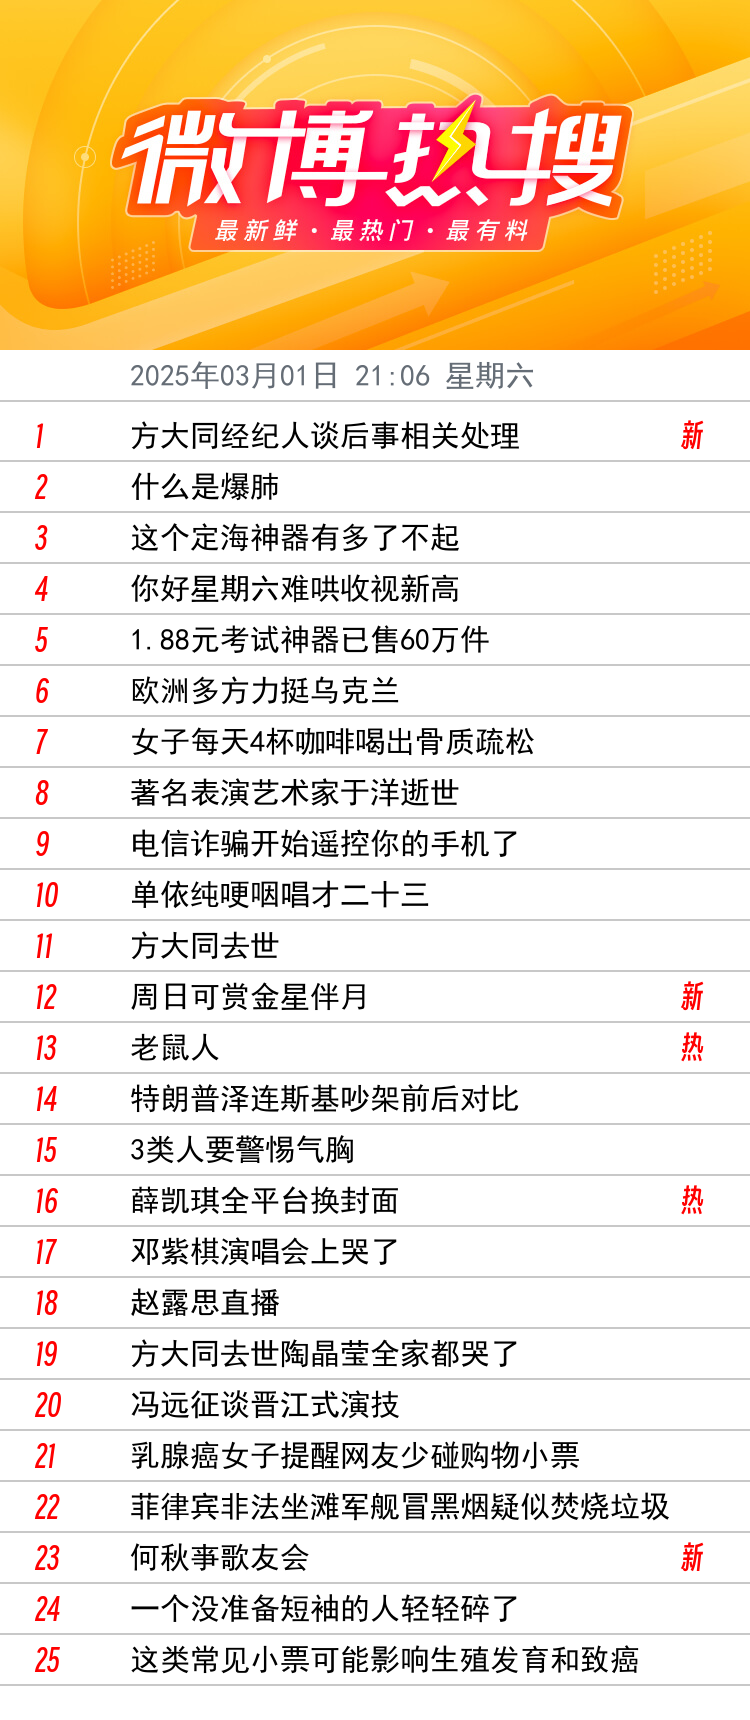 微博热搜
最新鲜·最热门·最有料
2025年03月01日 21:06 星期六
1 方大同经纪人谈后事相关处理 新
2 什么是爆肺
3 这个定海神器有多了不起
4 你好星期六难哄收视新高
5 1.88元考试神器已售60万件
6 欧洲多方力挺乌克兰
7 女子每天4杯咖啡喝出骨质疏松
8 著名表演艺术家于洋逝世
9 电信诈骗开始遥控你的手机了
10 单依纯哽咽唱才二十三
11 方大同去世
12 周日可赏金星伴月 新
13 老鼠人 热
14 特朗普泽连斯基吵架前后对比
15 3类人要警惕气胸
16 薛凯琪全平台换封面 热
17 邓紫棋演唱会上哭了
18 赵露思直播
19 方大同去世陶晶莹全家都哭了
20 冯远征谈晋江式演技
21 乳腺癌女子提醒网友少碰购物小票
22 菲律宾非法坐滩军舰冒黑烟疑似焚烧垃圾
23 何秋亊歌友会 新
24 一个没准备短袖的人轻轻碎了
25 这类常见小票可能影响生殖发育和致癌